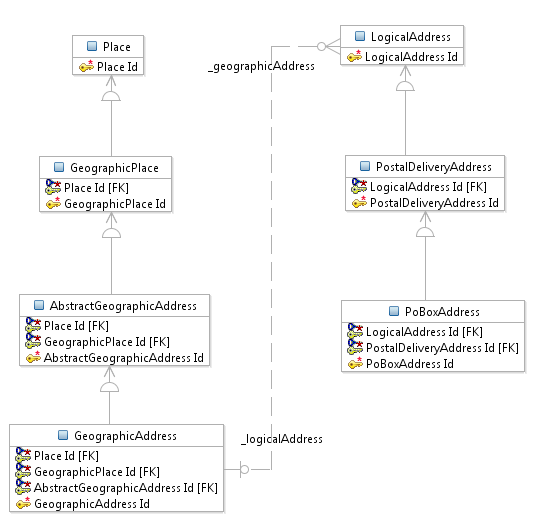 Place
Place Id
LogicalAddress
LogicalAddress Id
_geographicAddress
GeographicPlace
Place Id [FK]
GeographicPlace Id
PostalDeliveryAddress
LogicalAddress Id [FK]
PostalDeliveryAddress Id
AbstractGeographicAddress
Place Id [FK]
GeographicPlace Id [FK]
AbstractGeographicAddress Id
PoBoxAddress
LogicalAddress Id [FK]
PostalDeliveryAddress Id [FK]
PoBoxAddress Id
GeographicAddress
Place Id [FK]
GeographicPlace Id [FK]
AbstractGeographicAddress Id [FK]
GeographicAddress Id
_logicalAddress